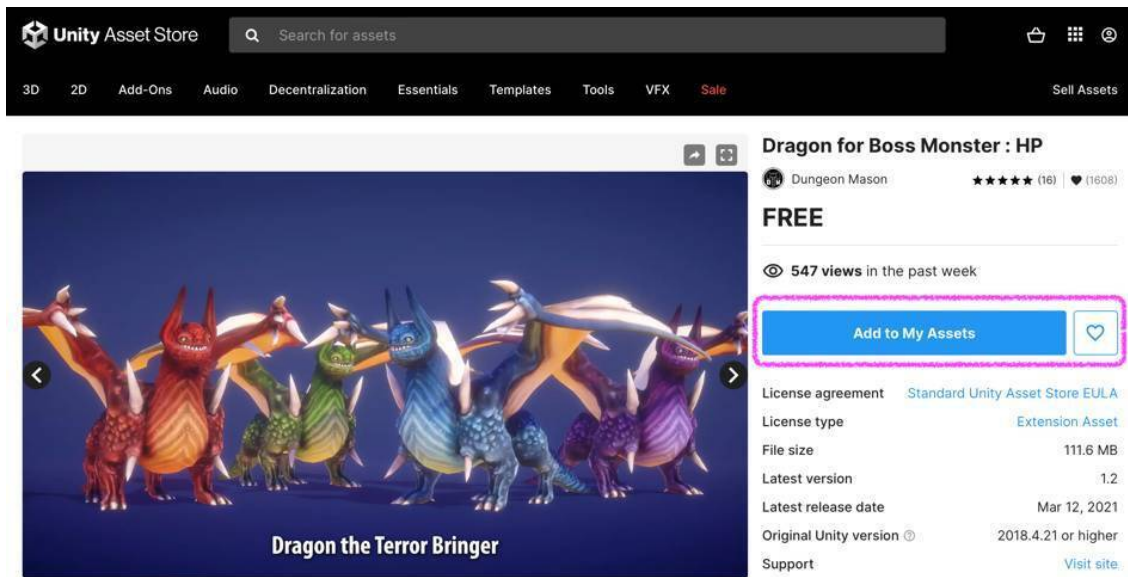 Unity Asset Store
Search for assets
3D 2D Add-Ons Audio Decentralization Essentials Templates Tools VFX Sale Sell Assets
Dragon for Boss Monster : HP
Dungeon Mason ★★★★★ (16) ♥ (1608)
FREE
547 views in the past week
Add to My Assets
License agreement Standard Unity Asset Store EULA
License type Extension Asset
File size 111.6 MB
Latest version 1.2
Latest release date Mar 12, 2021
Original Unity version 2018.4.21 or higher
Support Visit site
Dragon the Terror Bringer